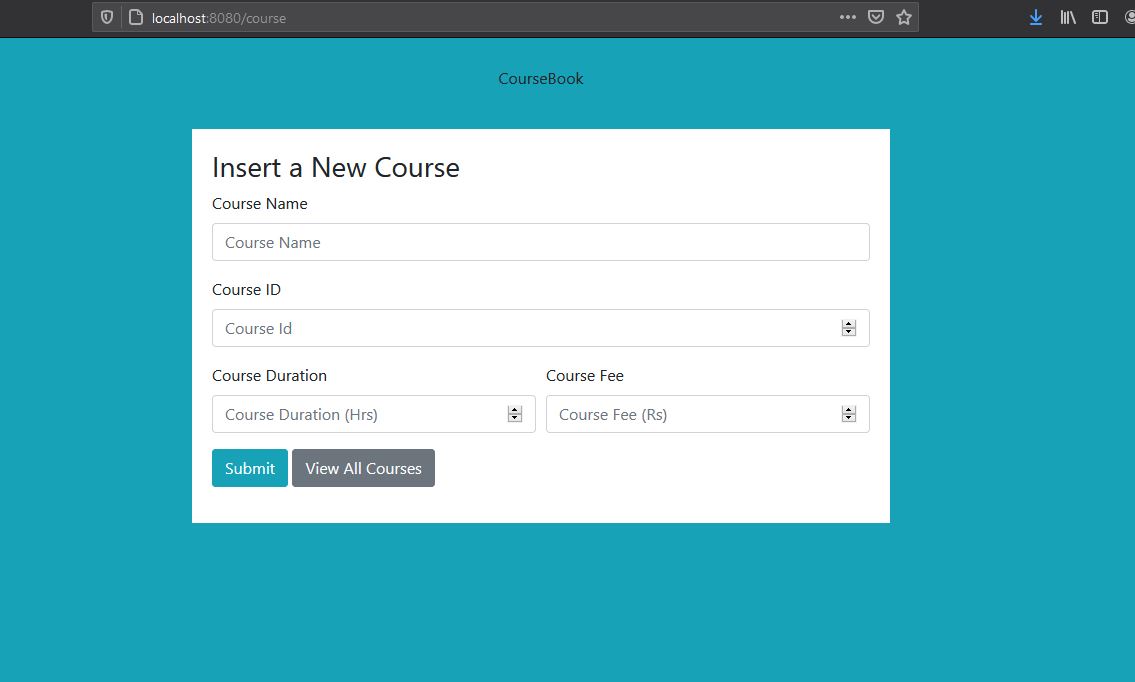 localhost:8080/course
CourseBook
Insert a New Course
Course Name
Course Name
Course ID
Course Id
Course Duration Course Fee
Course Duration (Hrs) Course Fee (Rs)
Submit View All Courses